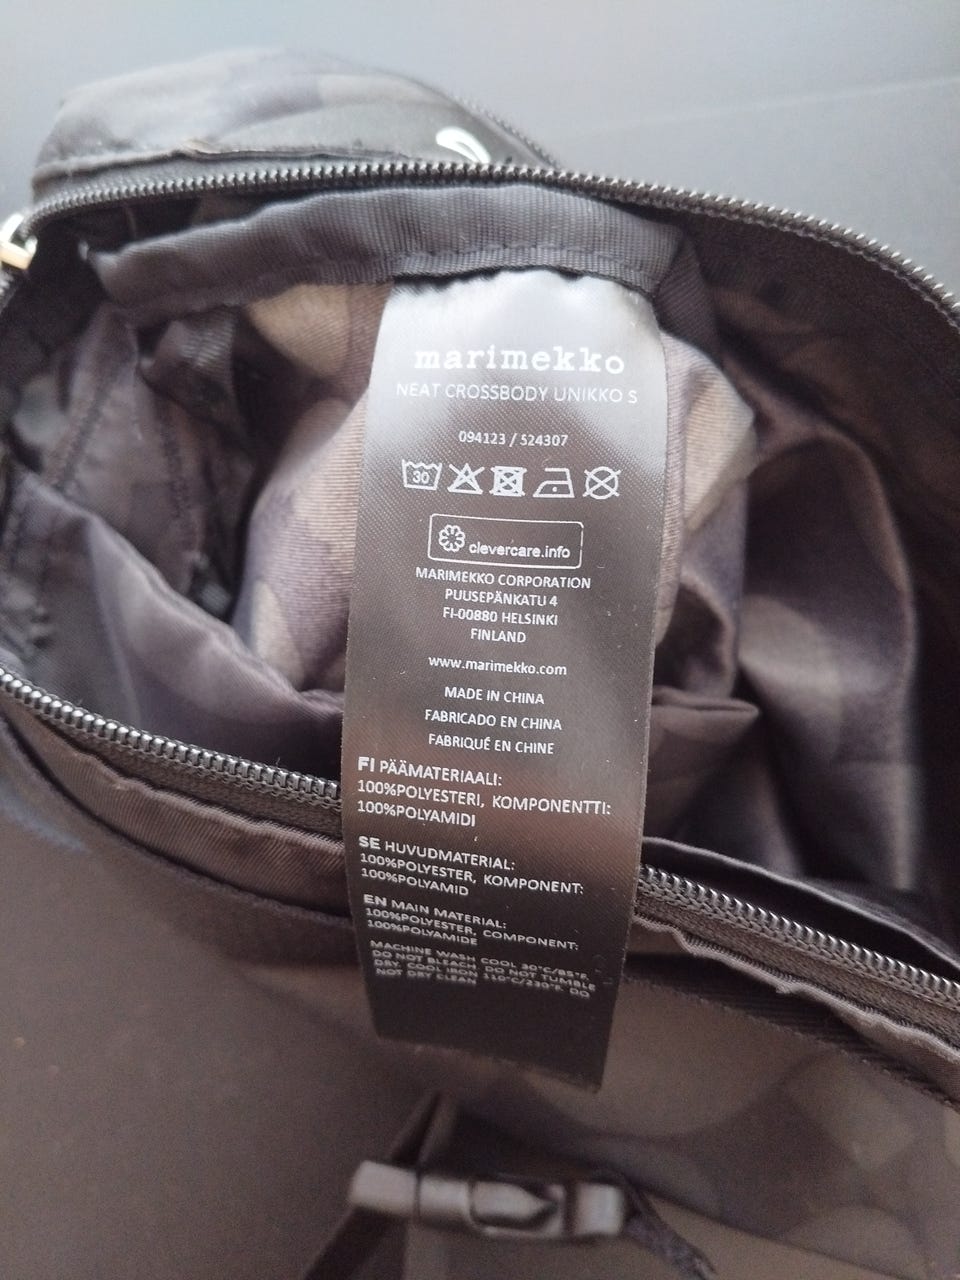 marimekko
NEAT CROSSBODY UNIKKO S
094123 / 524307
30
clevercare.info
MARIMEKKO CORPORATION
PUUSEPÄNKATU 4
FI-00880 HELSINKI
FINLAND
www.marimekko.com
MADE IN CHINA
FABRICADO EN CHINA
FABRIQUÉ EN CHINE
FI PÄÄMATERIAALI:
100%POLYESTERI, KOMPONENTTI:
100%POLYAMIDI
SE HUVUDMATERIAL:
100%POLYESTER, KOMPONENT:
100%POLYAMID
EN MAIN MATERIAL:
100%POLYESTER, COMPONENT:
100%POLYAMIDE
MACHINE WASH COOL 30°C/85°F,
DO NOT BLEACH, DO NOT TUMBLE
DRY. COOL IRON 110°C/230°F. DO
NOT DRY CLEAN